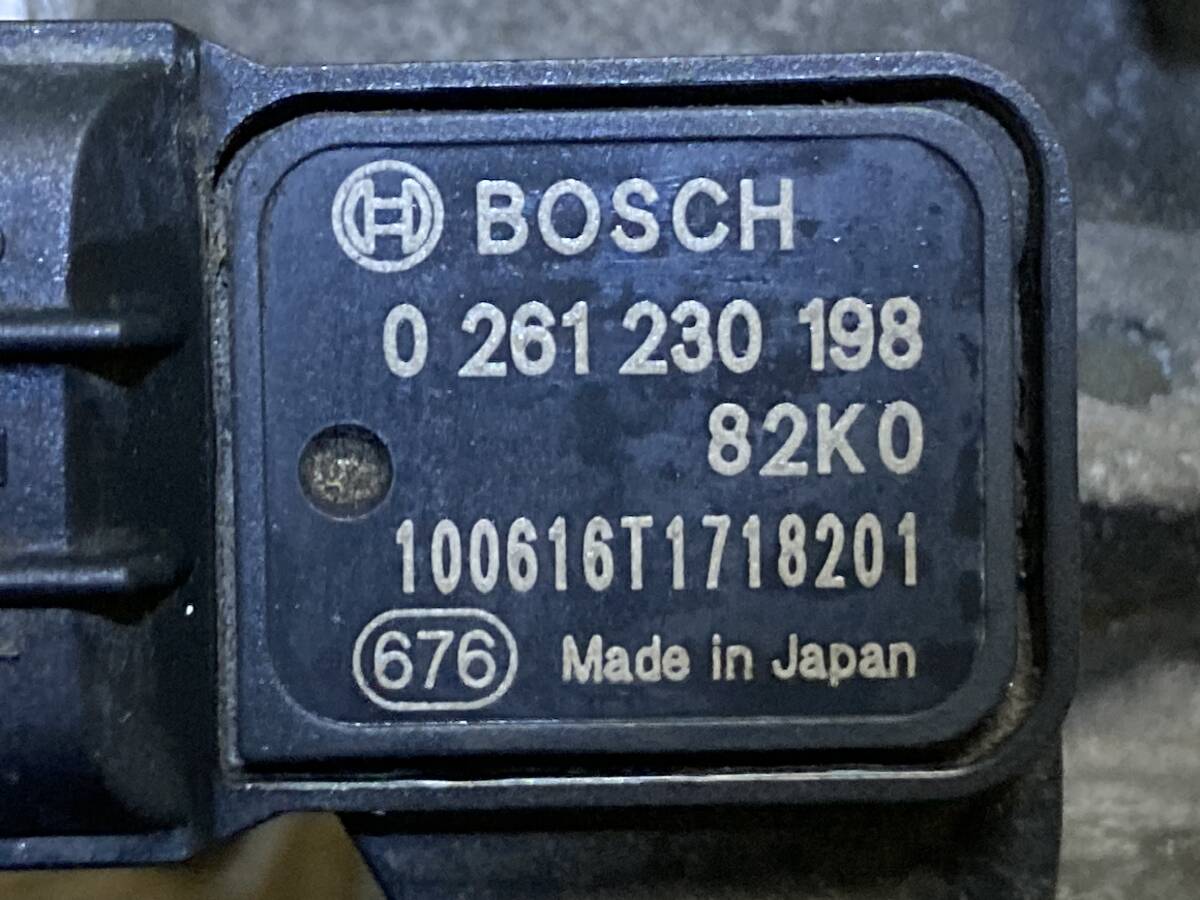 BOSCH
0 261 230 198
82K0
100616T1718201
676 Made in Japan